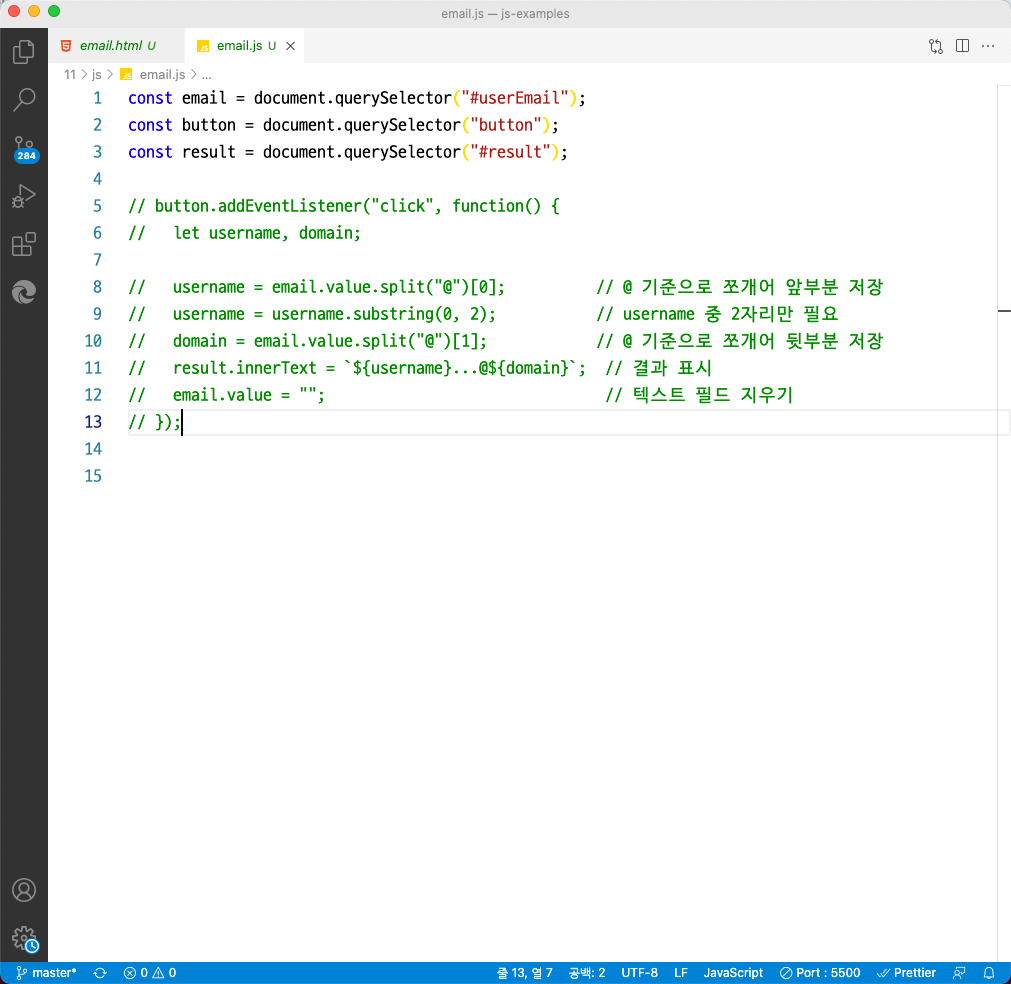 email.js — js-examples
email.html U
email.js U
11 > js > email.js > ...
1 const email = document.querySelector("#userEmail");
2 const button = document.querySelector("button");
3 const result = document.querySelector("#result");
4
5 // button.addEventListener("click", function() {
6 //   let username, domain;
7
8 //   username = email.value.split("@")[0];          // @ 기준으로 쪼개어 앞부분 저장
9 //   username = username.substring(0, 2);           // username 중 2자리만 필요
10 //   domain = email.value.split("@")[1];            // @ 기준으로 쪼개어 뒷부분 저장
11 //   result.innerText = `${username}...@${domain}`;  // 결과 표시
12 //   email.value = "";                               // 텍스트 필드 지우기
13 // });
14
15
284
master* 0 0 줄 13, 열 7 공백: 2 UTF-8 LF JavaScript Port : 5500 Prettier